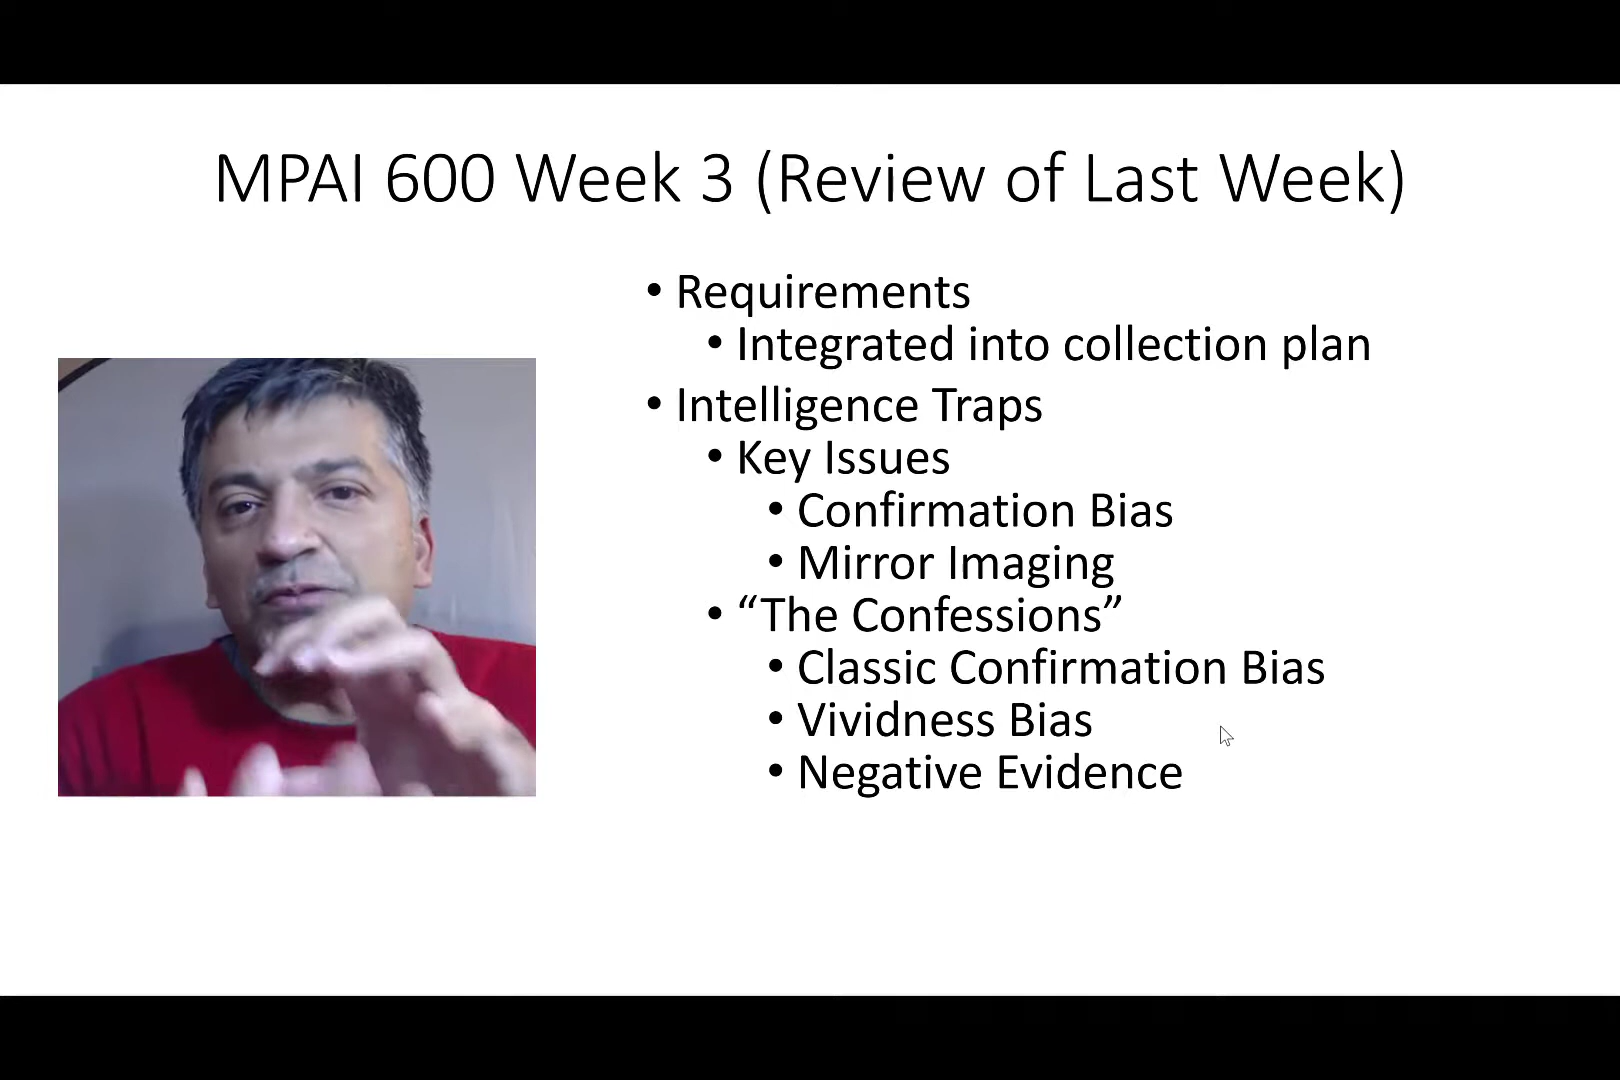 MPAI 600 Week 3 (Review of Last Week)
• Requirements
• Integrated into collection plan
• Intelligence Traps
• Key Issues
• Confirmation Bias
• Mirror Imaging
• “The Confessions”
• Classic Confirmation Bias
• Vividness Bias
• Negative Evidence